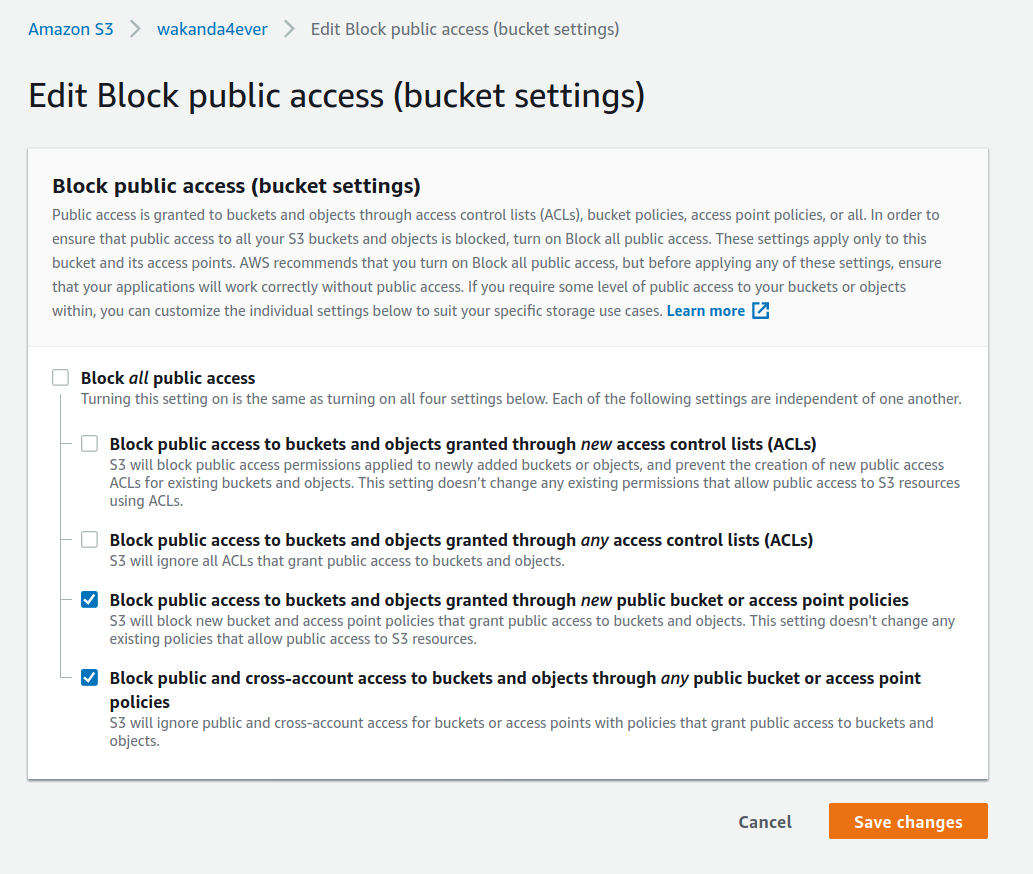 Amazon S3 > wakanda4ever > Edit Block public access (bucket settings)
Edit Block public access (bucket settings)
Block public access (bucket settings)
Public access is granted to buckets and objects through access control lists (ACLs), bucket policies, access point policies, or all. In order to
ensure that public access to all your S3 buckets and objects is blocked, turn on Block all public access. These settings apply only to this
bucket and its access points. AWS recommends that you turn on Block all public access, but before applying any of these settings, ensure
that your applications will work correctly without public access. If you require some level of public access to your buckets or objects
within, you can customize the individual settings below to suit your specific storage use cases. Learn more
Block all public access
Turning this setting on is the same as turning on all four settings below. Each of the following settings are independent of one another.
Block public access to buckets and objects granted through new access control lists (ACLs)
S3 will block public access permissions applied to newly added buckets or objects, and prevent the creation of new public access
ACLs for existing buckets and objects. This setting doesn’t change any existing permissions that allow public access to S3 resources
using ACLs.
Block public access to buckets and objects granted through any access control lists (ACLs)
S3 will ignore all ACLs that grant public access to buckets and objects.
Block public access to buckets and objects granted through new public bucket or access point policies
S3 will block new bucket and access point policies that grant public access to buckets and objects. This setting doesn't change any
existing policies that allow public access to S3 resources.
Block public and cross-account access to buckets and objects through any public bucket or access point
policies
S3 will ignore public and cross-account access for buckets or access points with policies that grant public access to buckets and
objects.
Cancel Save changes